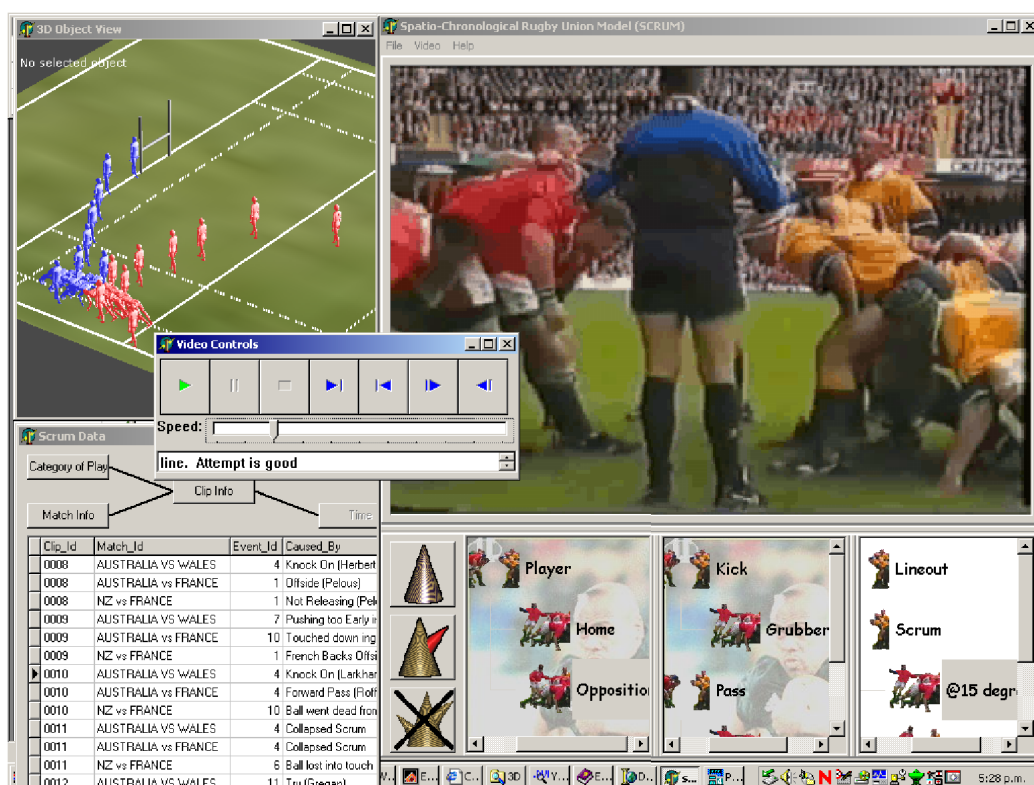 3D Object View
No selected object
Spatio-Chronological Rugby Union Model (SCRUM)
File Video Help
Video Controls
Speed:
line. Attempt is good
Scrum Data
Category of Play
Clip Info
Match Info
Time
Clip_Id Match_Id Event_Id Caused_By
0008 AUSTRALIA VS WALES 4 Knock On (Herbert
0008 AUSTRALIA vs FRANCE 1 Offside (Pelous)
0008 NZ vs FRANCE 1 Not Releasing (Pel
0009 AUSTRALIA VS WALES 7 Pushing too Early i
0009 AUSTRALIA vs FRANCE 10 Touched down ing
0009 NZ vs FRANCE 1 French Backs Offsi
0010 AUSTRALIA VS WALES 4 Knock On (Larkhar
0010 AUSTRALIA vs FRANCE 4 Forward Pass (Roff
0010 NZ vs FRANCE 10 Ball went dead fron
0011 AUSTRALIA VS WALES 4 Collapsed Scrum
0011 AUSTRALIA vs FRANCE 4 Collapsed Scrum
0011 NZ vs FRANCE 6 Ball lost into touch
0012 AUSTRALIA VS WALES 11 Try (Gregan)
Player
Home
Oppositio
Kick
Grubber
Pass
Lineout
Scrum
@15 degr
W... E... C... 3D Y... E... D... S... P... 5:28 p.m.